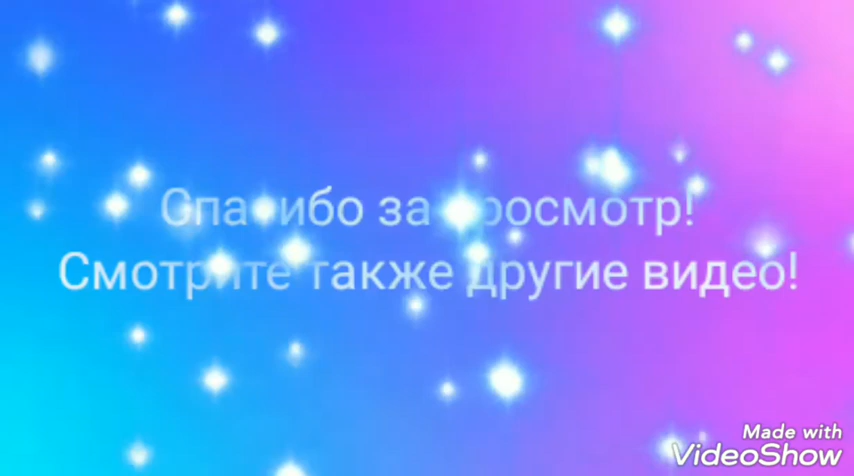 Спасибо за просмотр!
Смотрите также другие видео!
Made with
VideoShow